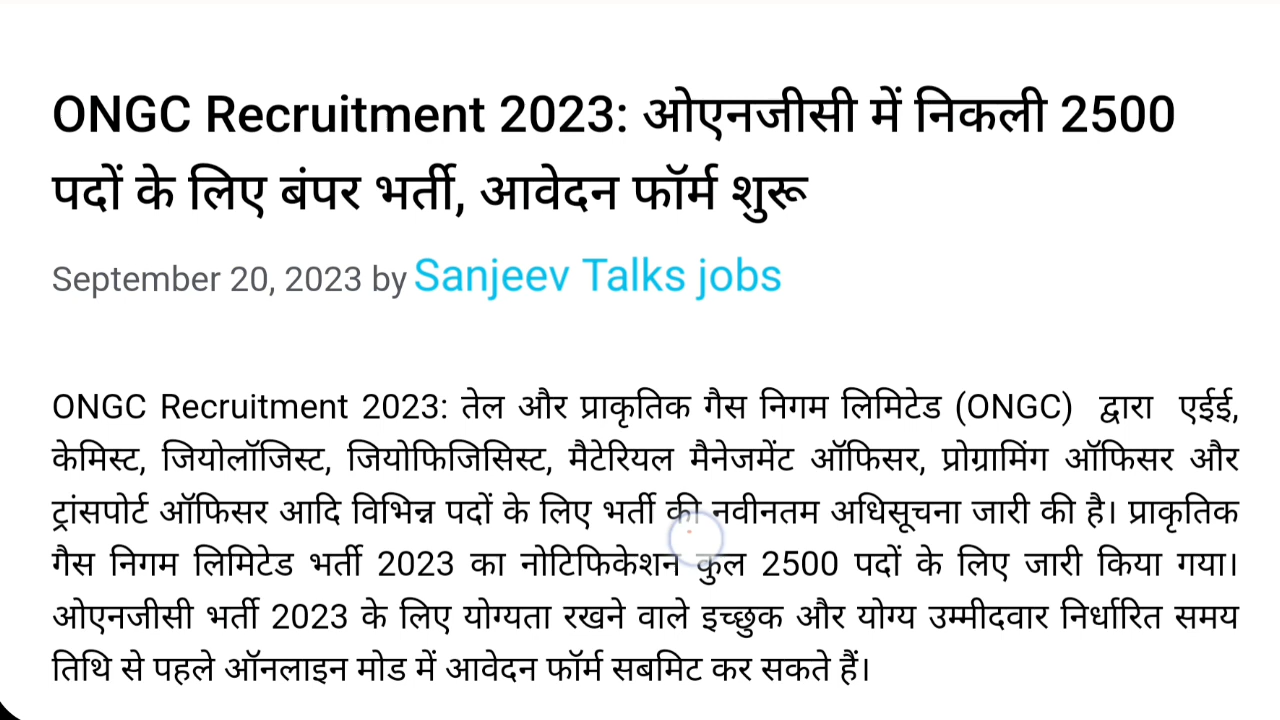 ONGC Recruitment 2023: ओएनजीसी में निकली 2500
पदों के लिए बंपर भर्ती, आवेदन फॉर्म शुरू
September 20, 2023 by Sanjeev Talks jobs
ONGC Recruitment 2023: तेल और प्राकृतिक गैस निगम लिमिटेड (ONGC) द्वारा एईई,
केमिस्ट, जियोलॉजिस्ट, जियोफिजिसिस्ट, मैटेरियल मैनेजमेंट ऑफिसर, प्रोग्रामिंग ऑफिसर और
ट्रांसपोर्ट ऑफिसर आदि विभिन्न पदों के लिए भर्ती की नवीनतम अधिसूचना जारी की है। प्राकृतिक
गैस निगम लिमिटेड भर्ती 2023 का नोटिफिकेशन कुल 2500 पदों के लिए जारी किया गया।
ओएनजीसी भर्ती 2023 के लिए योग्यता रखने वाले इच्छुक और योग्य उम्मीदवार निर्धारित समय
तिथि से पहले ऑनलाइन मोड में आवेदन फॉर्म सबमिट कर सकते हैं।